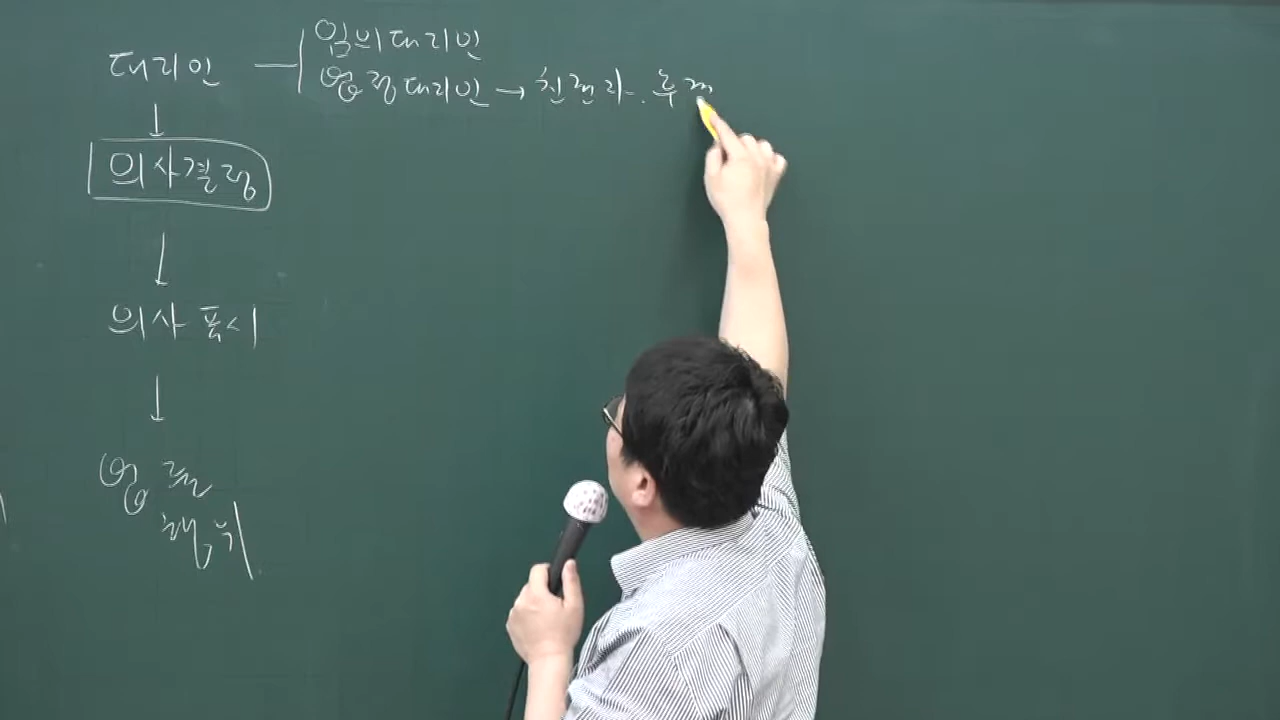 임의대리인
대리인
법정대리인 → 친권자. 후견
↓
의사결정
↓
의사표시
↓
법률
행위